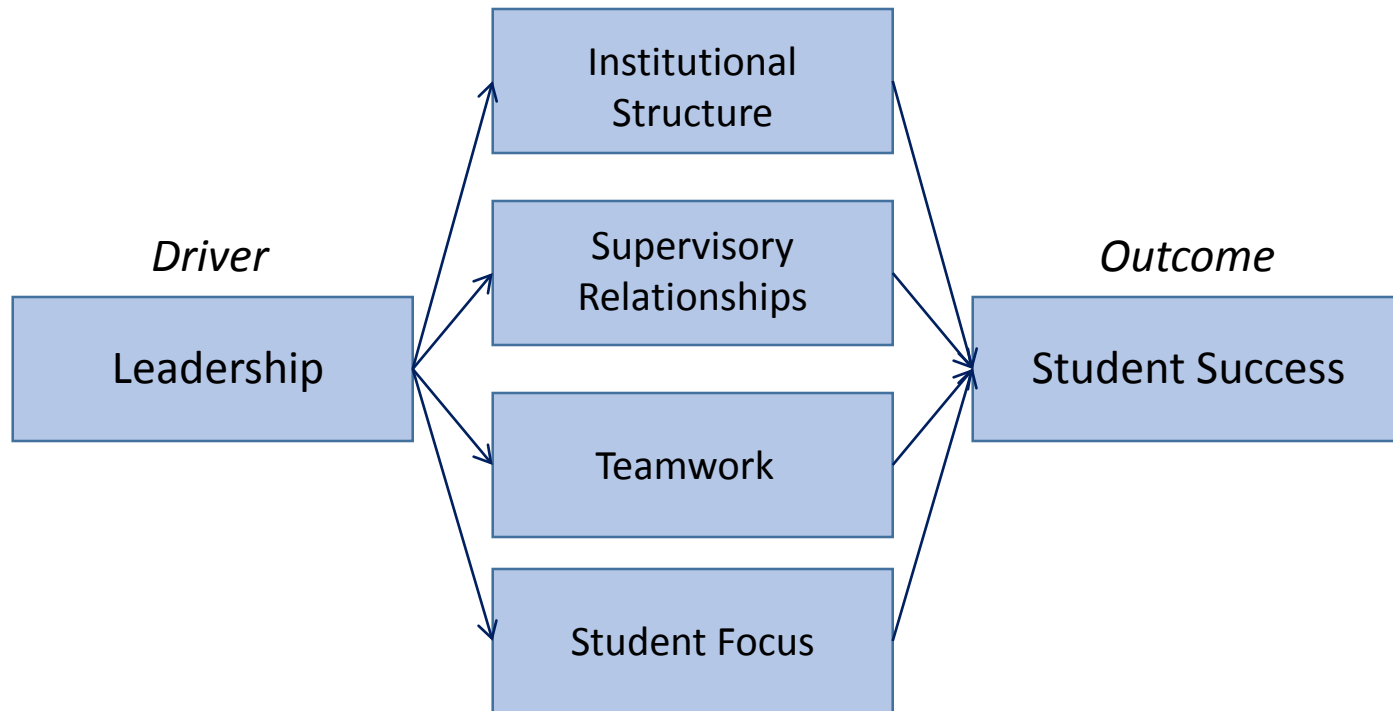 Driver
Leadership
Institutional
Structure
Supervisory
Relationships
Teamwork
Student Focus
Outcome
Student Success